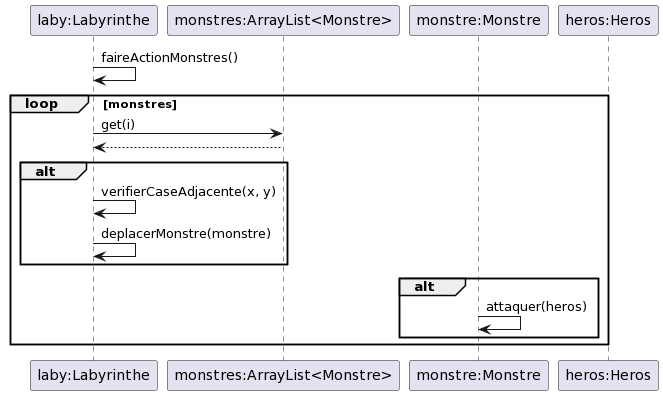 laby:Labyrinthe
monstres:ArrayList<Monstre>
monstre:Monstre
heros:Heros
faireActionMonstres()
loop
[monstres]
get(i)
alt
verifierCaseAdjacente(x, y)
deplacerMonstre(monstre)
alt
attaquer(heros)
laby:Labyrinthe
monstres:ArrayList<Monstre>
monstre:Monstre
heros:Heros